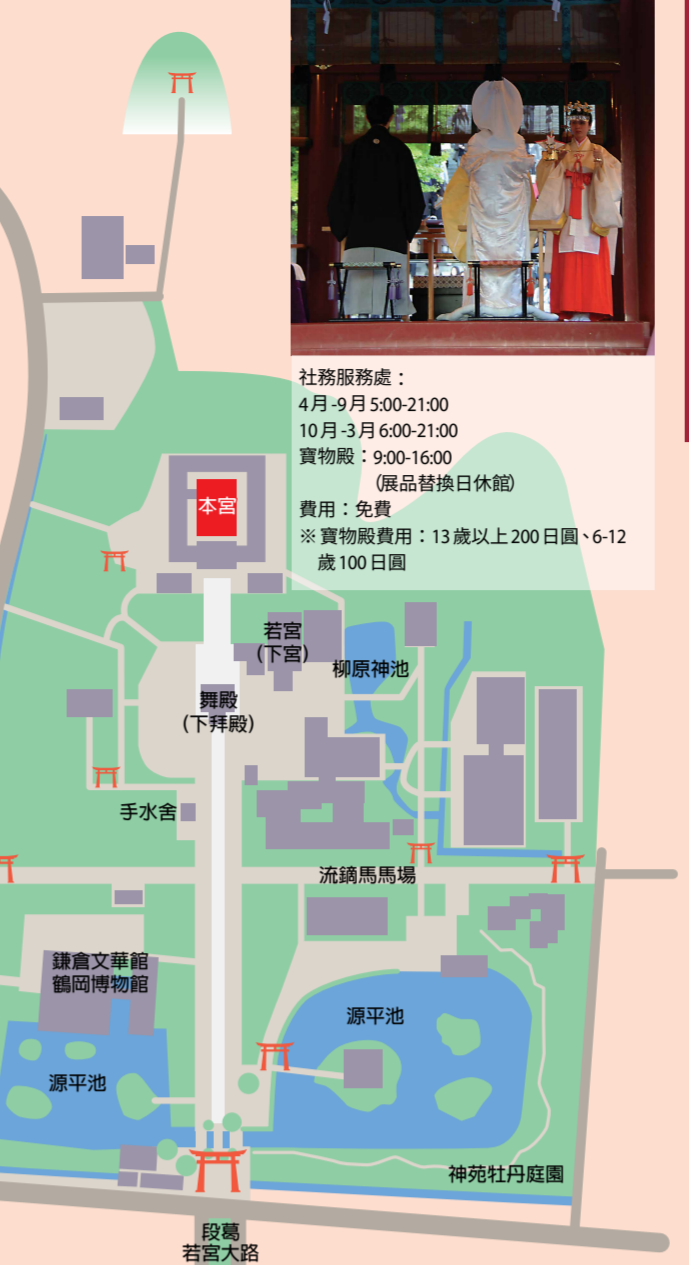 社務服務處：
4月-9月5:00-21:00
10月-3月6:00-21:00
寶物殿：9:00-16:00
（展品替換日休館）
費用：免費
※寶物殿費用：13歲以上200日圓、6-12
歲100日圓
本宮
若宮
(下宮)
柳原神池
舞殿
(下拜殿)
手水舍
流鏑馬馬場
鎌倉文華館
鶴岡博物館
源平池
源平池
神苑牡丹庭園
段葛
若宮大路